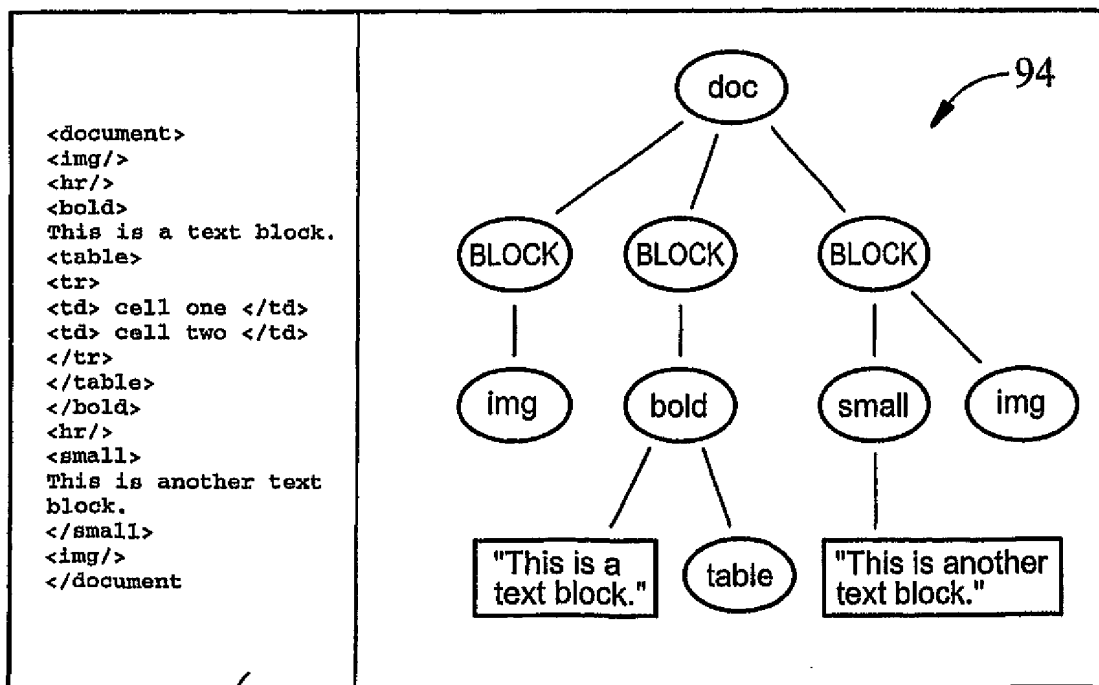 <document>
<img/>
<hr/>
<bold>
This is a text block.
<table>
<tr>
<td> cell one </td>
<td> cell two </td>
</tr>
</table>
</bold>
<hr/>
<small>
This is another text
block.
</small>
<img/>
</document
94
doc
BLOCK BLOCK BLOCK
img bold small img
"This is a
text block."
table
"This is another
text block."